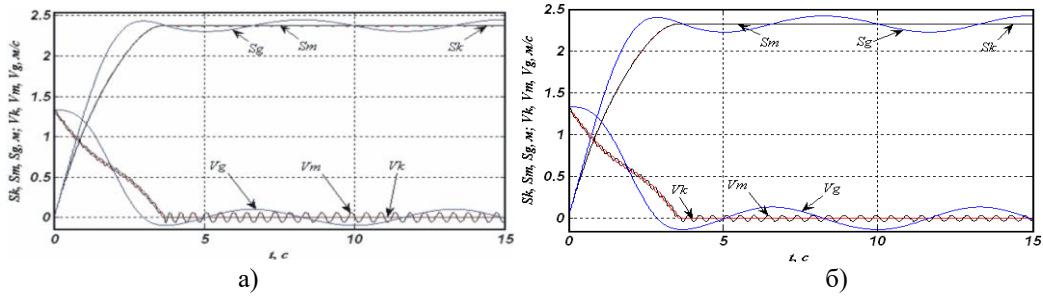 Sk, Sm, Sg, м; Vk, Vm, Vg, м/с
2.5
2
1.5
1
0.5
0
0
5
10
15
t, c
Sg
Sm
Sk
Vg
Vm
Vk
а)
Sk, Sm, Sg, м; Vk, Vm, Vg, м/с
2.5
2
1.5
1
0.5
0
0
5
10
15
t, c
Sm
Sg
Sk
Vk
Vm
Vg
б)